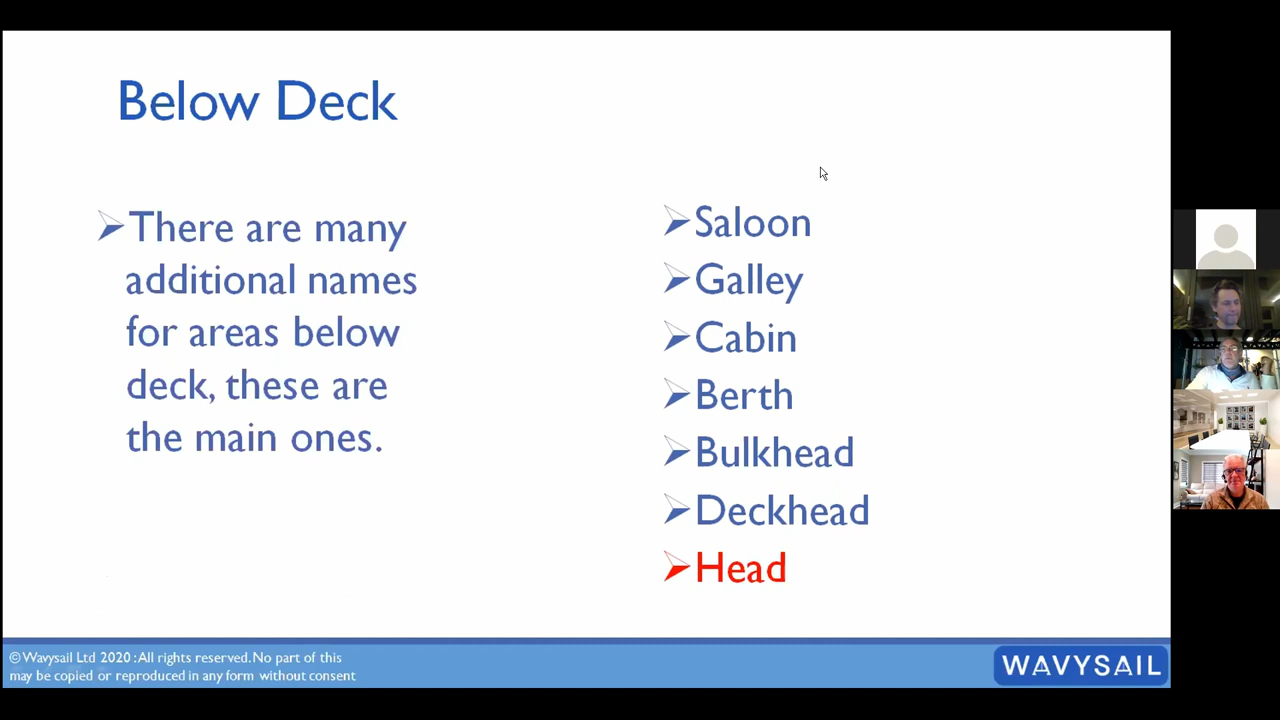 Below Deck
There are many
additional names
for areas below
deck, these are
the main ones.
Saloon
Galley
Cabin
Berth
Bulkhead
Deckhead
Head
© Wavysail Ltd 2020 : All rights reserved. No part of this
may be copied or reproduced in any form without consent
WAVYSAIL